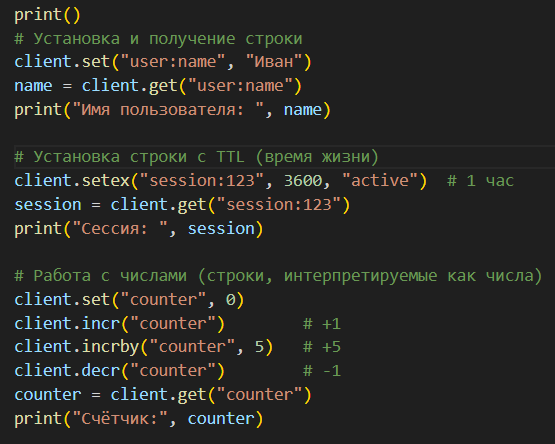 print()
# Установка и получение строки
client.set("user:name", "Иван")
name = client.get("user:name")
print("Имя пользователя: ", name)
# Установка строки с TTL (время жизни)
client.setex("session:123", 3600, "active")  # 1 час
session = client.get("session:123")
print("Сессия: ", session)
# Работа с числами (строки, интерпретируемые как числа)
client.set("counter", 0)
client.incr("counter")        # +1
client.incrby("counter", 5)   # +5
client.decr("counter")        # -1
counter = client.get("counter")
print("Счётчик:", counter)